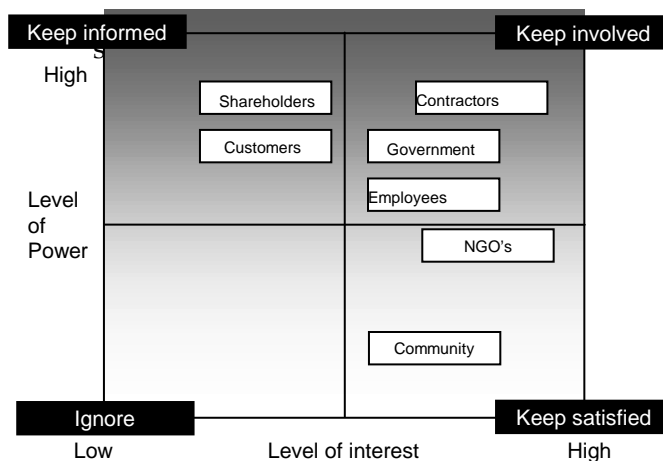 Keep informed
Keep involved
s
High
Shareholders
Contractors
Customers
Government
Level
of
Power
Employees
NGO's
Community
Ignore
Keep satisfied
Low
Level of interest
High